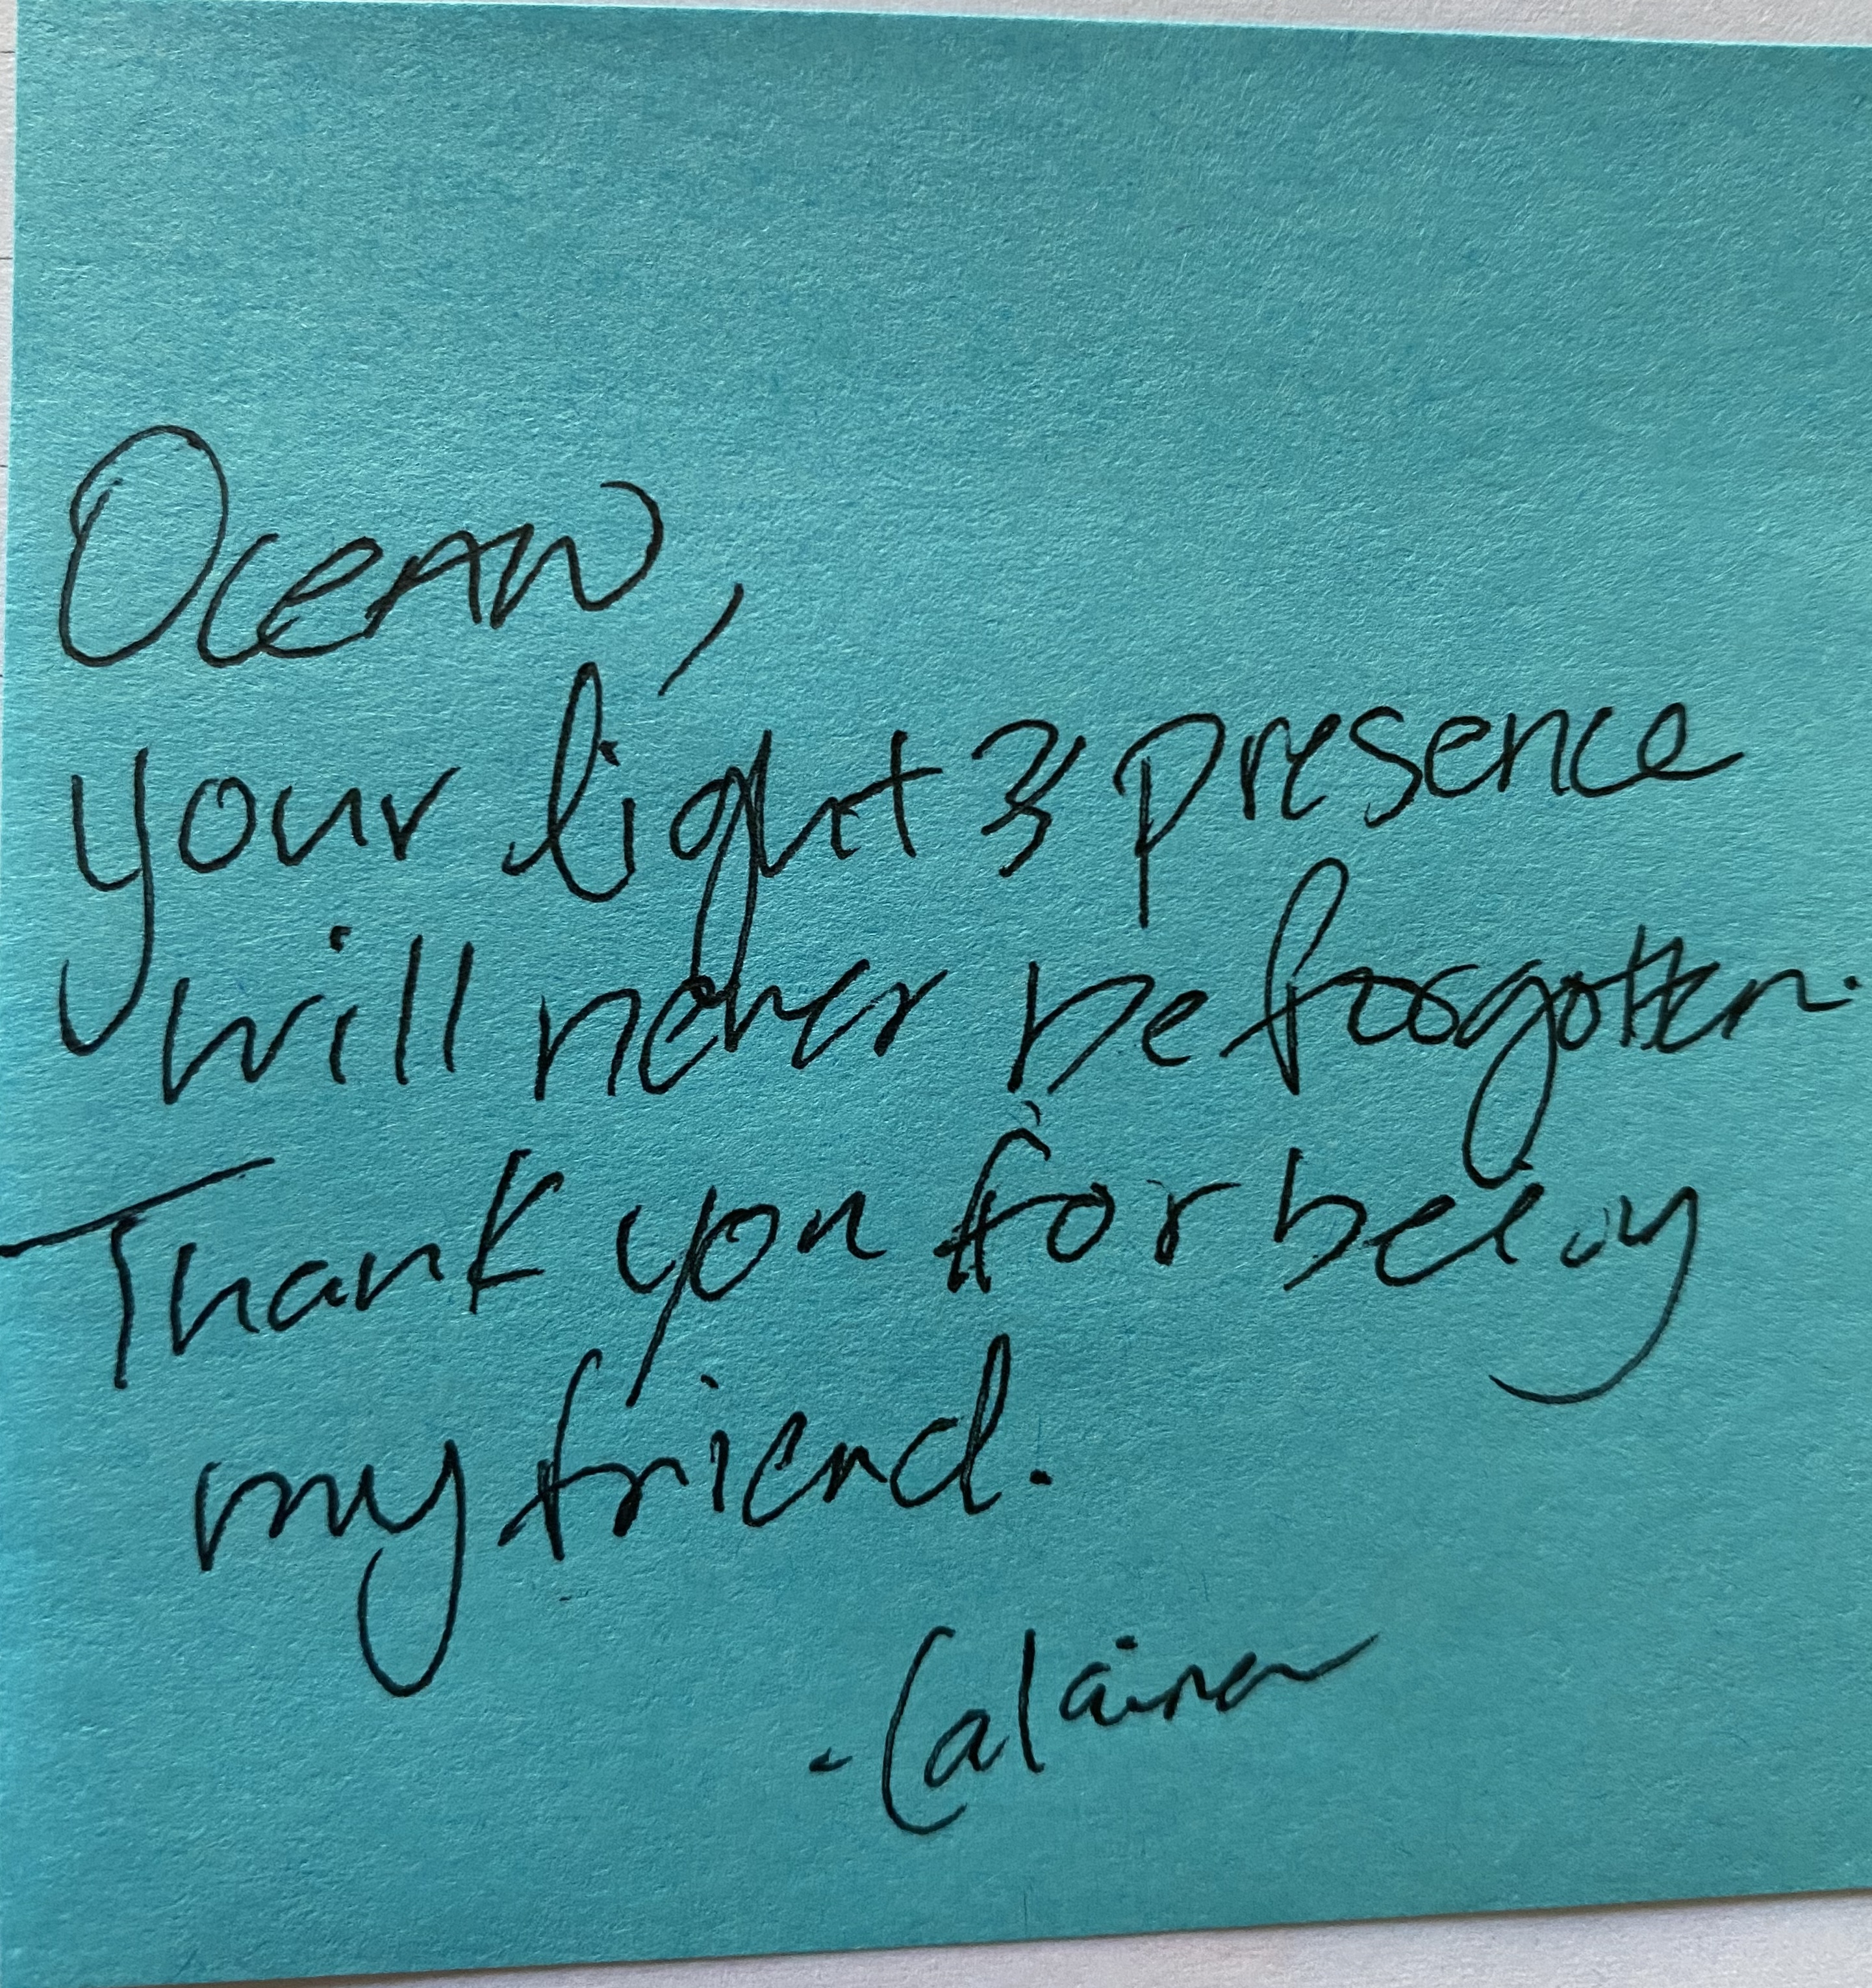 Ocean,
your light & presence
will never be forgotten.
Thank you for being
my friend.
- Calaina